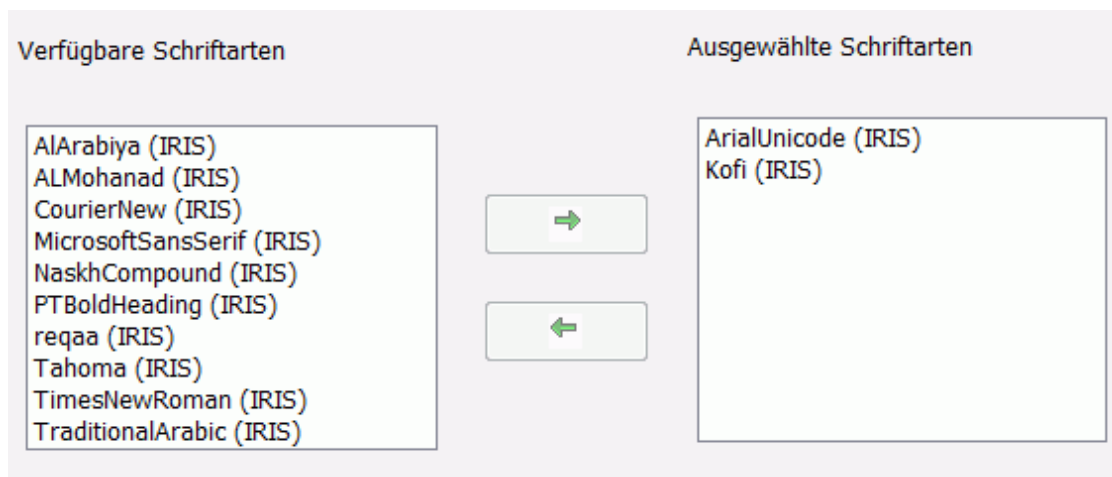 Verfügbare Schriftarten
AlArabiya (IRIS)
ALMohanad (IRIS)
CourierNew (IRIS)
MicrosoftSansSerif (IRIS)
NaskhCompound (IRIS)
PTBoldHeading (IRIS)
reqaa (IRIS)
Tahoma (IRIS)
TimesNewRoman (IRIS)
TraditionalArabic (IRIS)
Ausgewählte Schriftarten
ArialUnicode (IRIS)
Kofi (IRIS)